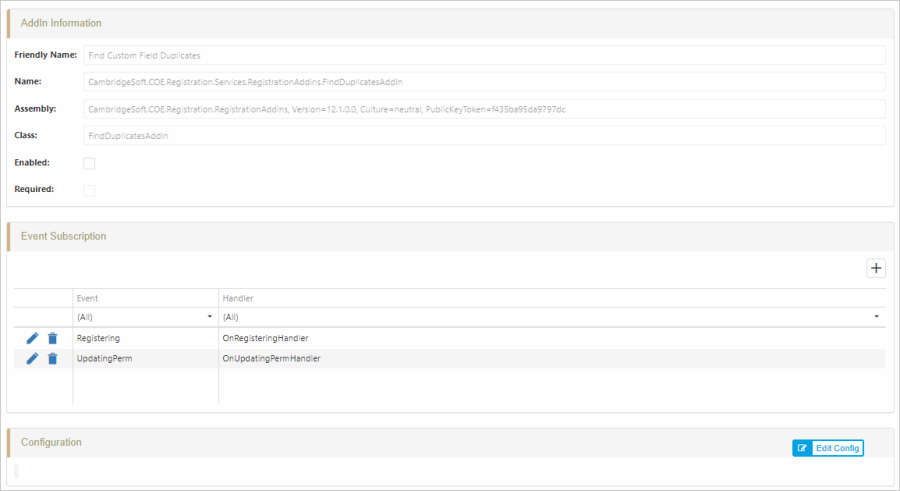 AddIn Information
Friendly Name: Find Custom Field Duplicates
Name: CambridgeSoft.COE.Registration.Services.RegistrationAddIns.FindDuplicatesAddIn
Assembly: CambridgeSoft.COE.Registration.RegistrationAddins, Version=12.1.0.0, Culture=neutral, PublicKeyToken=f435ba95da9797dc
Class: FindDuplicatesAddIn
Enabled:
Required:
Event Subscription
Event Handler
(All) (All)
Registering OnRegisteringHandler
UpdatingPerm OnUpdatingPermHandler
Configuration Edit Config